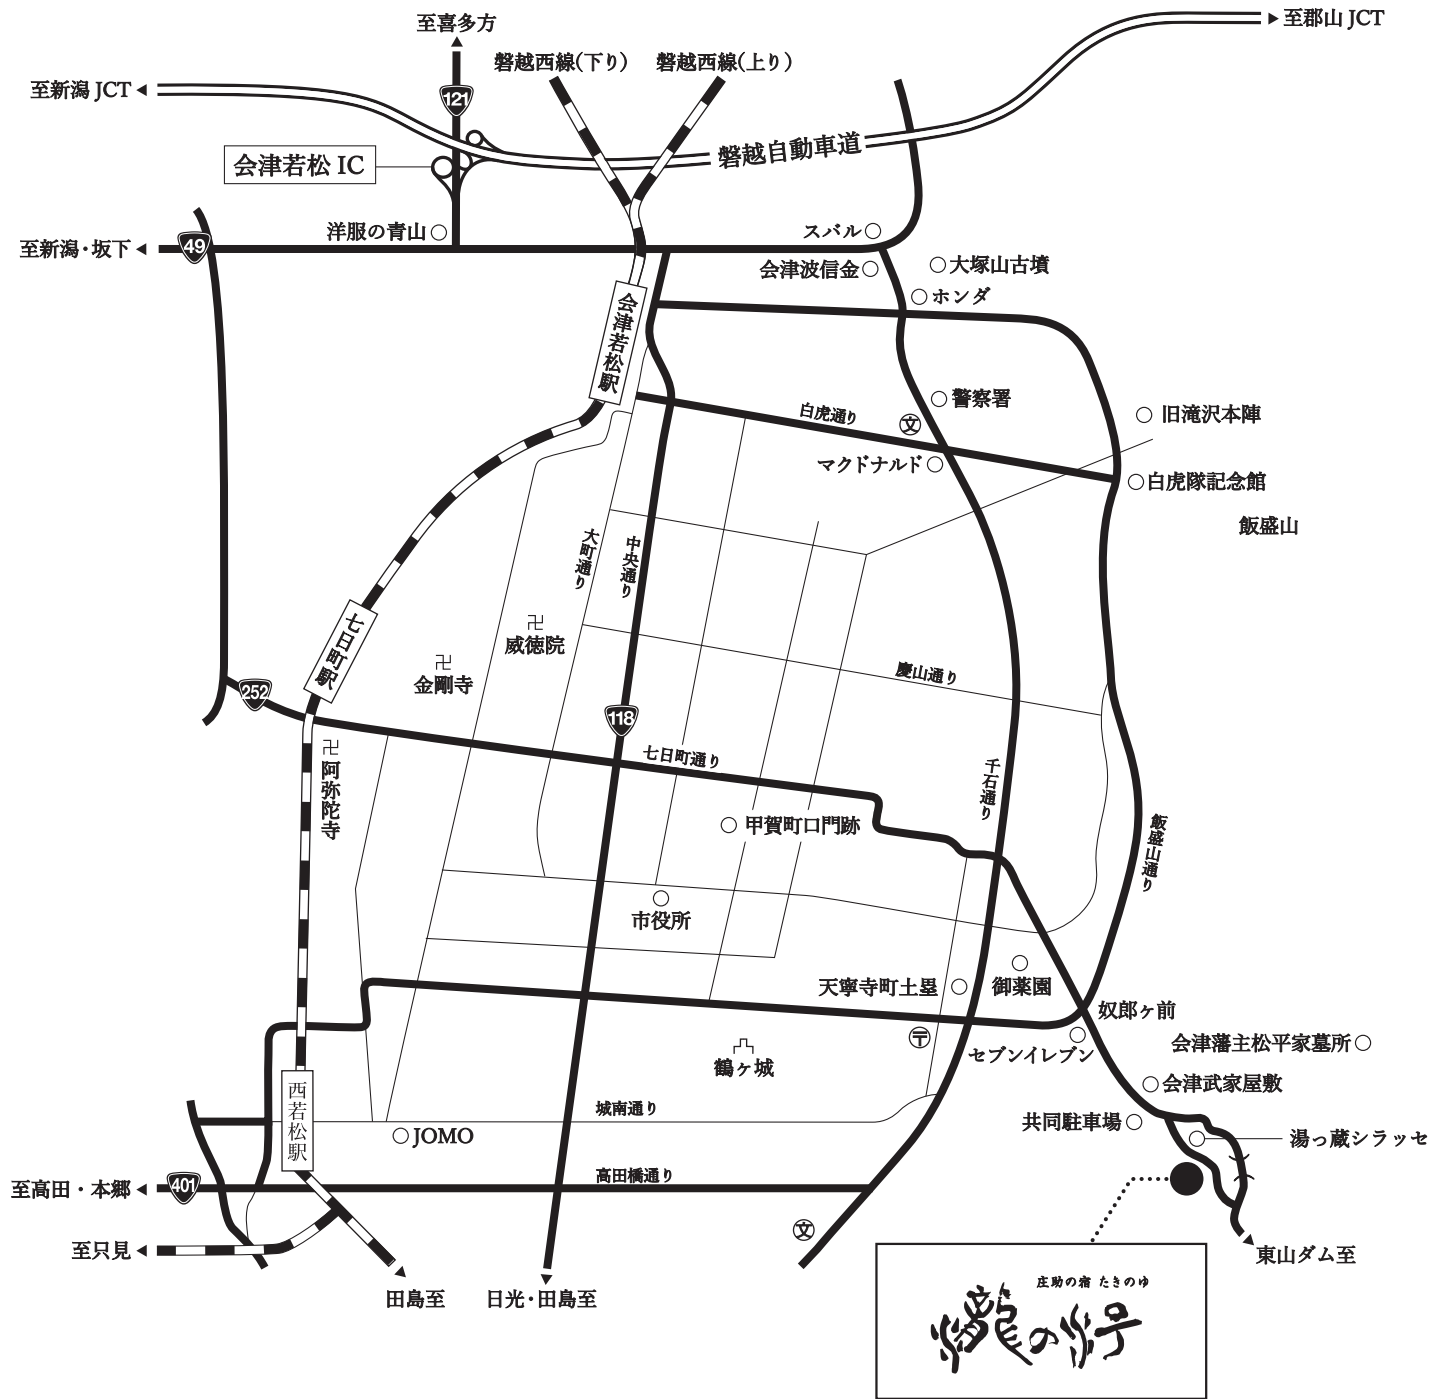 至喜多方
至郡山 JCT
磐越西線(下り)
磐越西線(上り)
至新潟 JCT
121
磐越自動車道
会津若松 IC
洋服の青山
スバル
至新潟・坂下
49
会津波信金
大塚山古墳
ホンダ
会津若松駅
警察署
白虎通り
文
旧滝沢本陣
マクドナルド
白虎隊記念館
飯盛山
大町通り
中央通り
七日町駅
威徳院
金剛寺
慶山通り
252
118
七日町通り
阿弥陀寺
千石通り
甲賀町口門跡
飯盛山通り
市役所
天寧寺町土塁
御薬園
奴郎ヶ前
〒
セブンイレブン
会津藩主松平家墓所
鶴ヶ城
会津武家屋敷
西若松駅
城南通り
共同駐車場
JOMO
湯っ蔵シラッセ
高田橋通り
至高田・本郷
401
文
至只見
東山ダム至
田島至
日光・田島至
庄助の宿 たきのゆ